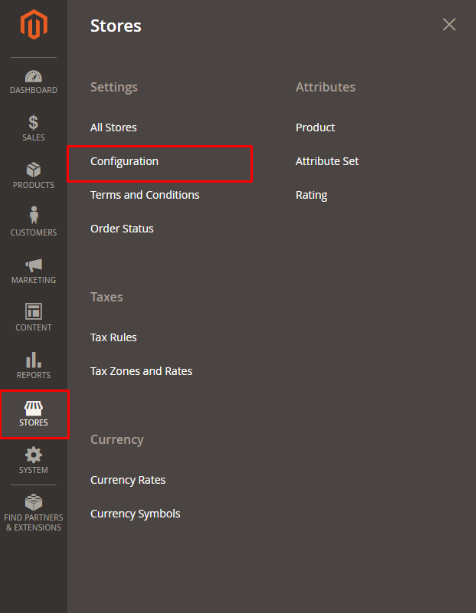 DASHBOARD
SALES
PRODUCTS
CUSTOMERS
MARKETING
CONTENT
REPORTS
STORES
SYSTEM
FIND PARTNERS
& EXTENSIONS
Stores
Settings
All Stores
Configuration
Terms and Conditions
Order Status
Taxes
Tax Rules
Tax Zones and Rates
Currency
Currency Rates
Currency Symbols
Attributes
Product
Attribute Set
Rating